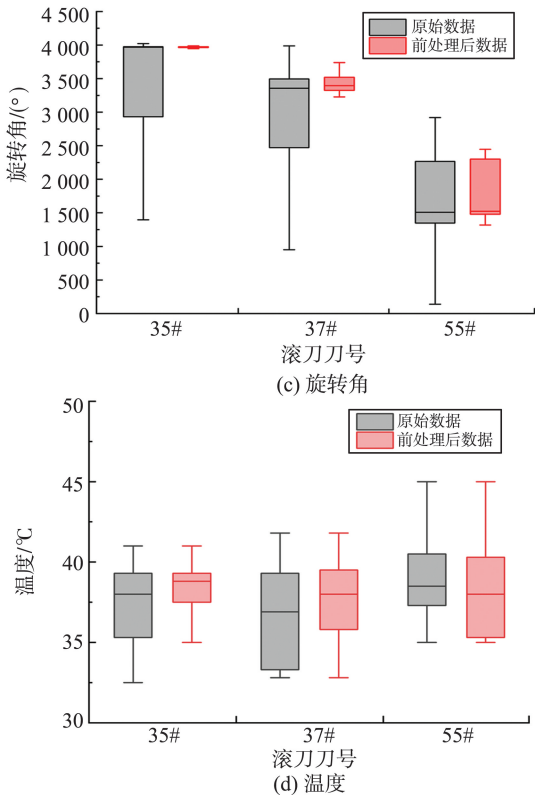 4 500
4 000
3 500
3 000
2 500
2 000
1 500
1 000
500
0
旋转角/(°)
原始数据
前处理后数据
35# 37# 55#
滚刀刀号
(c) 旋转角
50
45
40
35
30
温度/℃
原始数据
前处理后数据
35# 37# 55#
滚刀刀号
(d) 温度